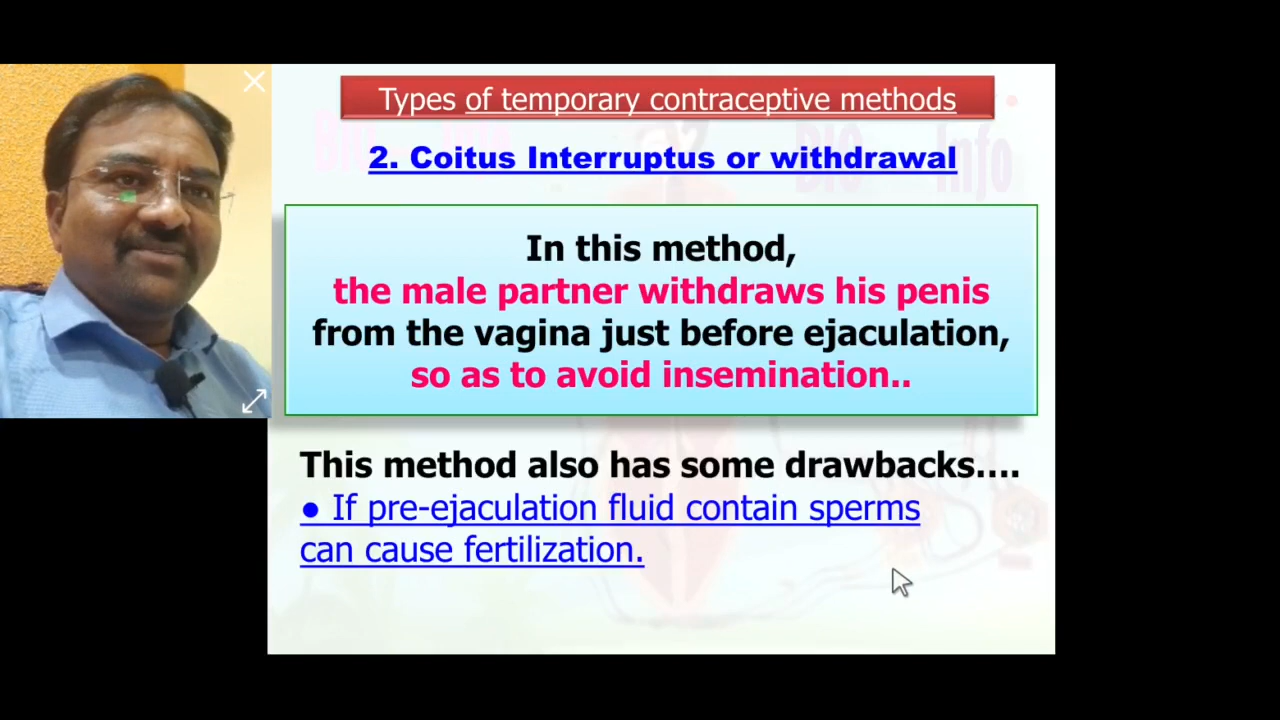 Types of temporary contraceptive methods
2. Coitus Interruptus or withdrawal
BIO Info
In this method,
the male partner withdraws his penis
from the vagina just before ejaculation,
so as to avoid insemination..
This method also has some drawbacks....
● If pre-ejaculation fluid contain sperms
can cause fertilization.